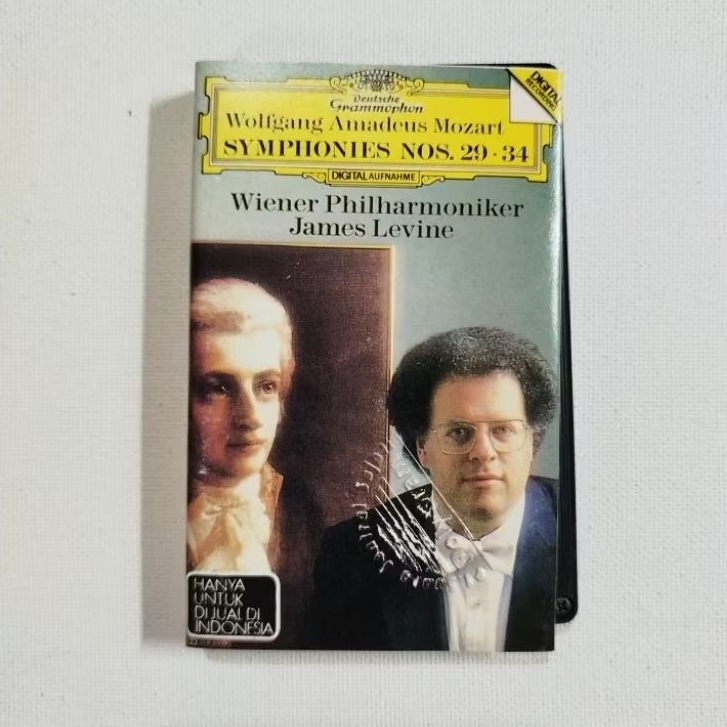 Deutsche
Grammophon
DIGITAL
RECORDING
Wolfgang Amadeus Mozart
SYMPHONIES NOS. 29 · 34
DIGITAL AUFNAHME
Wiener Philharmoniker
James Levine
HANYA
UNTUK
DIJUAL DI
INDONESIA